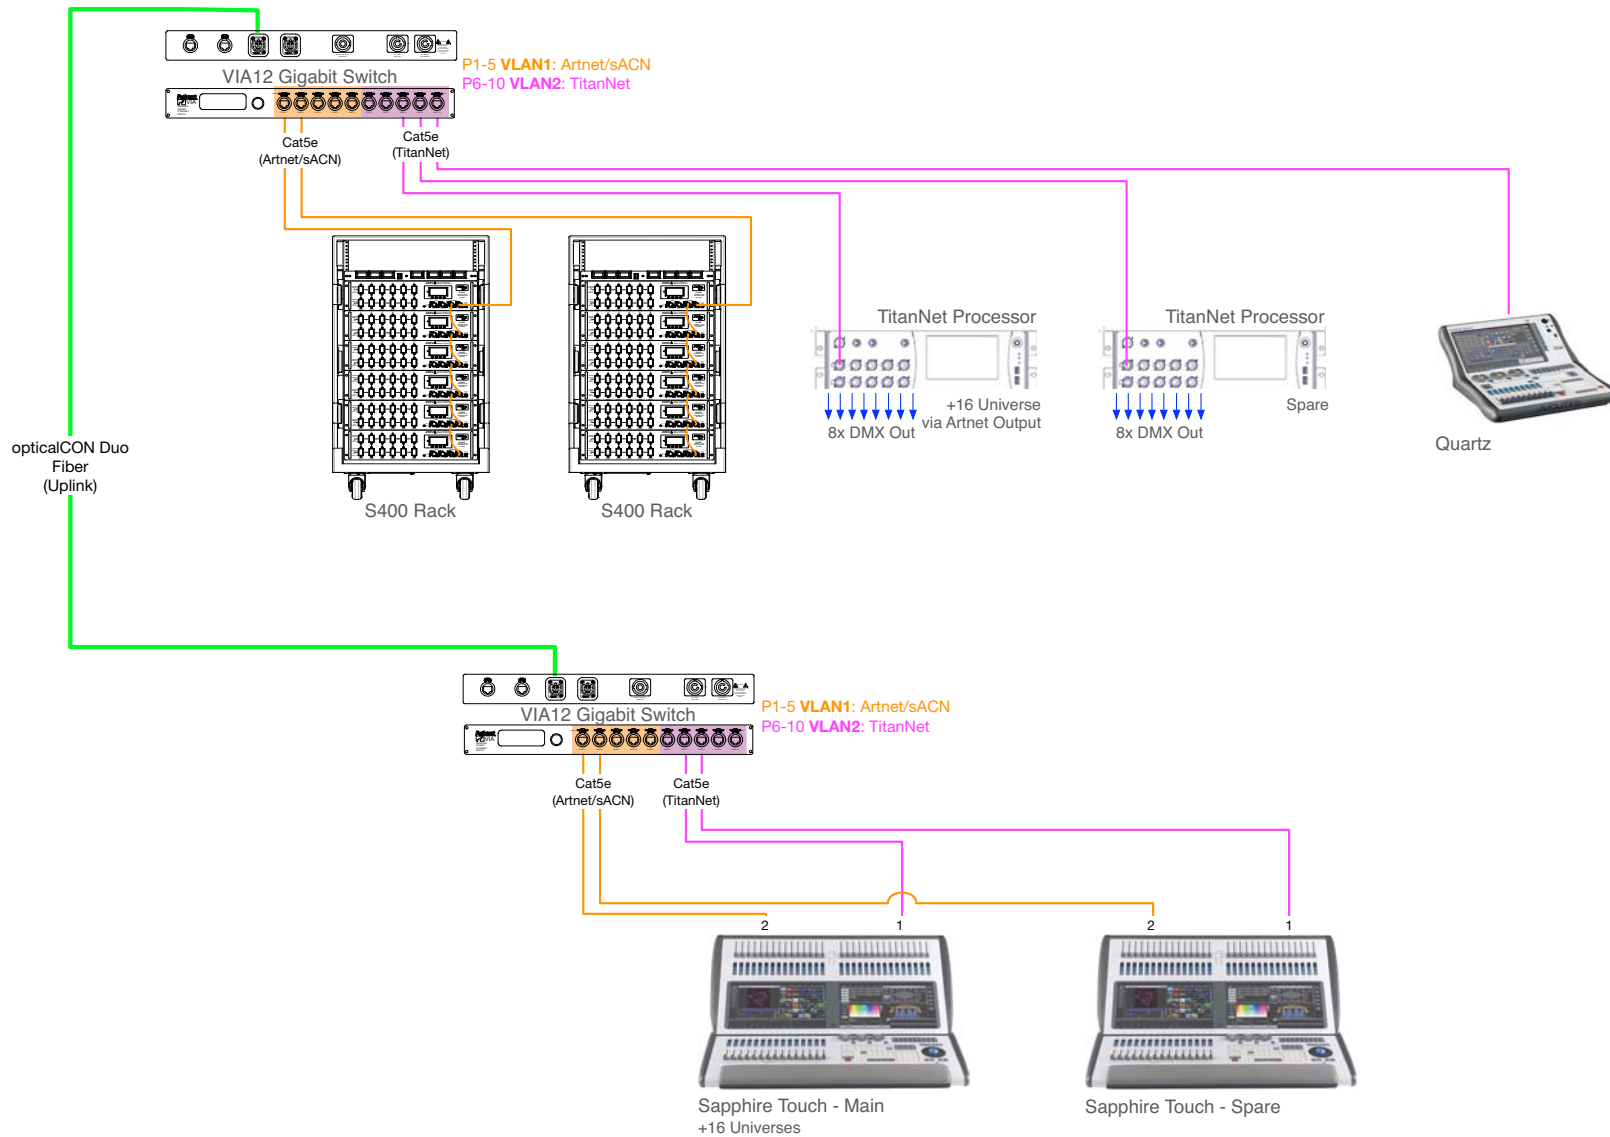 VIA12 Gigabit Switch
P1-5 VLAN1: Artnet/sACN
P6-10 VLAN2: TitanNet
Cat5e
(Artnet/sACN)
Cat5e
(TitanNet)
TitanNet Processor
+16 Universe
via Artnet Output
8x DMX Out
TitanNet Processor
Spare
8x DMX Out
Quartz
S400 Rack
S400 Rack
opticalCON Duo
Fiber
(Uplink)
VIA12 Gigabit Switch
P1-5 VLAN1: Artnet/sACN
P6-10 VLAN2: TitanNet
Cat5e
(Artnet/sACN)
Cat5e
(TitanNet)
2
1
2
1
Sapphire Touch - Main
+16 Universes
Sapphire Touch - Spare